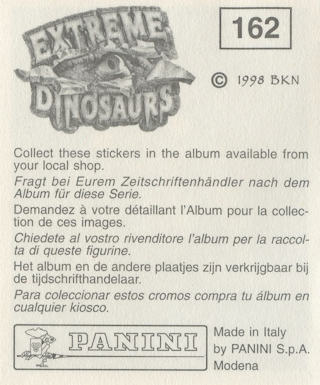 EXTREME
DINOSAURS
162
© 1998 BKN
Collect these stickers in the album available from
your local shop.
Fragt bei Eurem Zeitschriftenhändler nach dem
Album für diese Serie.
Demandez à votre détaillant l'Album pour la collec-
tion de ces images.
Chiedete al vostro rivenditore l'album per la raccol-
ta di queste figurine.
Het album en de andere plaatjes zijn verkrijgbaar bij
de tijdschrifthandelaar.
Para coleccionar estos cromos compra tu álbum en
cualquier kiosco.
PANINI
Made in Italy
by PANINI S.p.A.
Modena